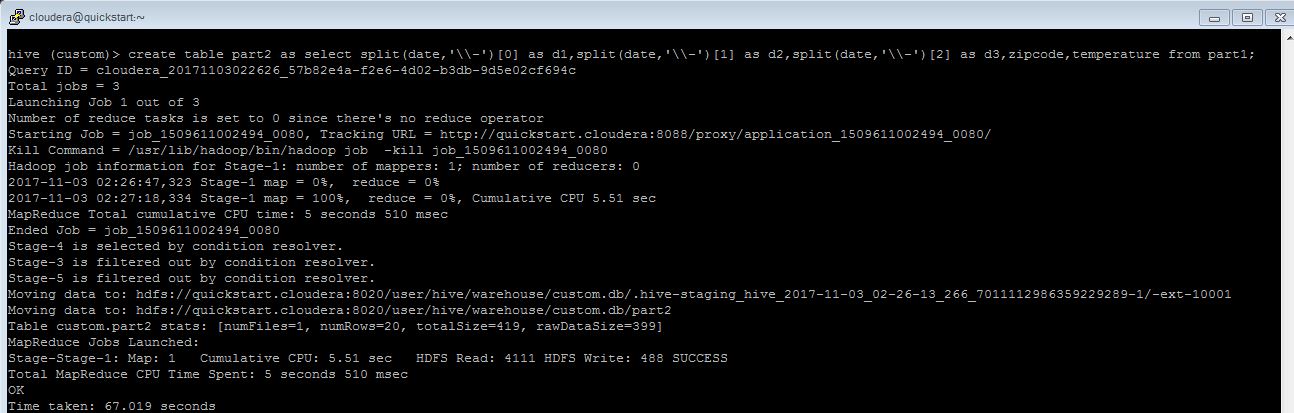 cloudera@quickstart:~
hive (custom)> create table part2 as select split(date,'\\-')[0] as d1,split(date,'\\-')[1] as d2,split(date,'\\-')[2] as d3,zipcode,temperature from part1;
Query ID = cloudera_20171103022626_57b82e4a-f2e6-4d02-b3db-9d5e02cf694c
Total jobs = 3
Launching Job 1 out of 3
Number of reduce tasks is set to 0 since there's no reduce operator
Starting Job = job_1509611002494_0080, Tracking URL = http://quickstart.cloudera:8088/proxy/application_1509611002494_0080/
Kill Command = /usr/lib/hadoop/bin/hadoop job  -kill job_1509611002494_0080
Hadoop job information for Stage-1: number of mappers: 1; number of reducers: 0
2017-11-03 02:26:47,323 Stage-1 map = 0%,  reduce = 0%
2017-11-03 02:27:18,334 Stage-1 map = 100%,  reduce = 0%, Cumulative CPU 5.51 sec
MapReduce Total cumulative CPU time: 5 seconds 510 msec
Ended Job = job_1509611002494_0080
Stage-4 is selected by condition resolver.
Stage-3 is filtered out by condition resolver.
Stage-5 is filtered out by condition resolver.
Moving data to: hdfs://quickstart.cloudera:8020/user/hive/warehouse/custom.db/.hive-staging_hive_2017-11-03_02-26-13_266_7011112986359229289-1/-ext-10001
Moving data to: hdfs://quickstart.cloudera:8020/user/hive/warehouse/custom.db/part2
Table custom.part2 stats: [numFiles=1, numRows=20, totalSize=419, rawDataSize=399]
MapReduce Jobs Launched:
Stage-Stage-1: Map: 1   Cumulative CPU: 5.51 sec   HDFS Read: 4111 HDFS Write: 488 SUCCESS
Total MapReduce CPU Time Spent: 5 seconds 510 msec
OK
Time taken: 67.019 seconds